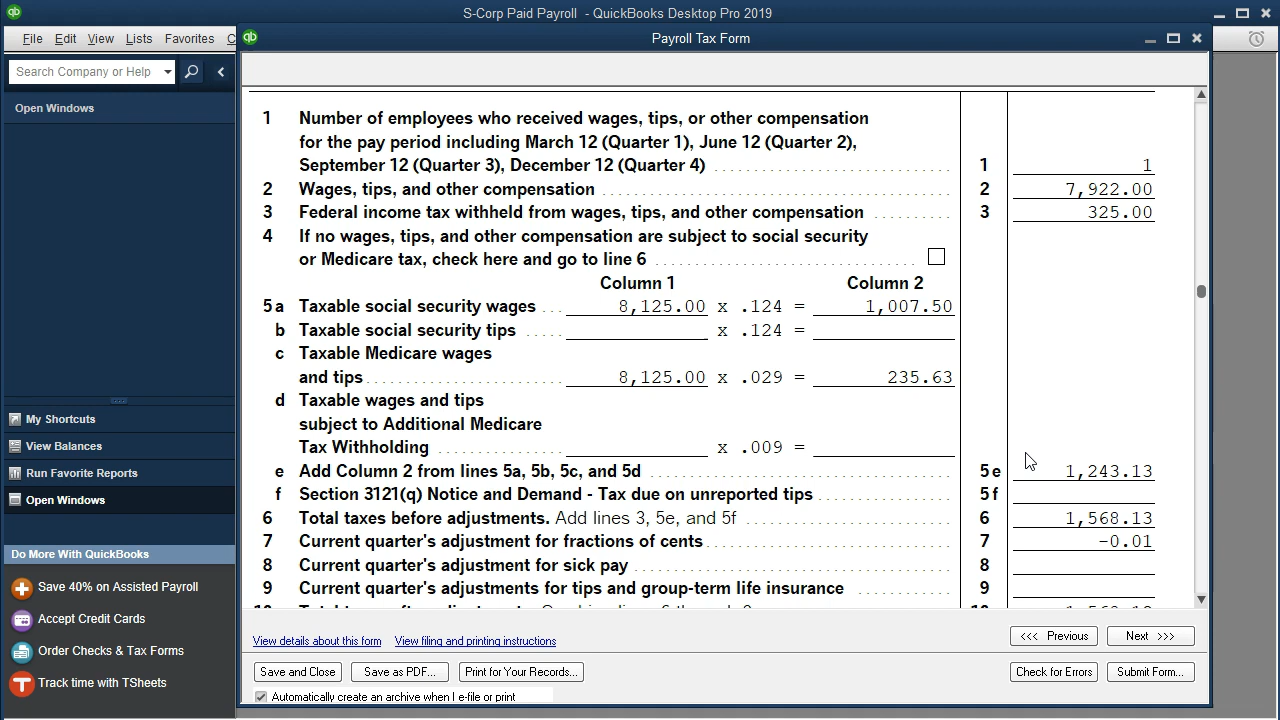 S-Corp Paid Payroll - QuickBooks Desktop Pro 2019
File Edit View Lists Favorites C
Payroll Tax Form
Search Company or Help
Open Windows
1 Number of employees who received wages, tips, or other compensation
for the pay period including March 12 (Quarter 1), June 12 (Quarter 2),
September 12 (Quarter 3), December 12 (Quarter 4) 1 1
2 Wages, tips, and other compensation 2 7,922.00
3 Federal income tax withheld from wages, tips, and other compensation 3 325.00
4 If no wages, tips, and other compensation are subject to social security
or Medicare tax, check here and go to line 6
Column 1 Column 2
5a Taxable social security wages 8,125.00 x .124 = 1,007.50
b Taxable social security tips x .124 =
c Taxable Medicare wages
and tips 8,125.00 x .029 = 235.63
d Taxable wages and tips
subject to Additional Medicare
Tax Withholding x .009 =
e Add Column 2 from lines 5a, 5b, 5c, and 5d 5e 1,243.13
f Section 3121(q) Notice and Demand - Tax due on unreported tips 5f
6 Total taxes before adjustments. Add lines 3, 5e, and 5f 6 1,568.13
7 Current quarter's adjustment for fractions of cents 7 -0.01
8 Current quarter's adjustment for sick pay 8
9 Current quarter's adjustments for tips and group-term life insurance 9
My Shortcuts
View Balances
Run Favorite Reports
Open Windows
Do More With QuickBooks
Save 40% on Assisted Payroll
Accept Credit Cards
Order Checks & Tax Forms
Track time with TSheets
View details about this form View filing and printing instructions
<<< Previous Next >>>
Save and Close Save as PDF... Print for Your Records... Check for Errors Submit Form...
Automatically create an archive when I e-file or print